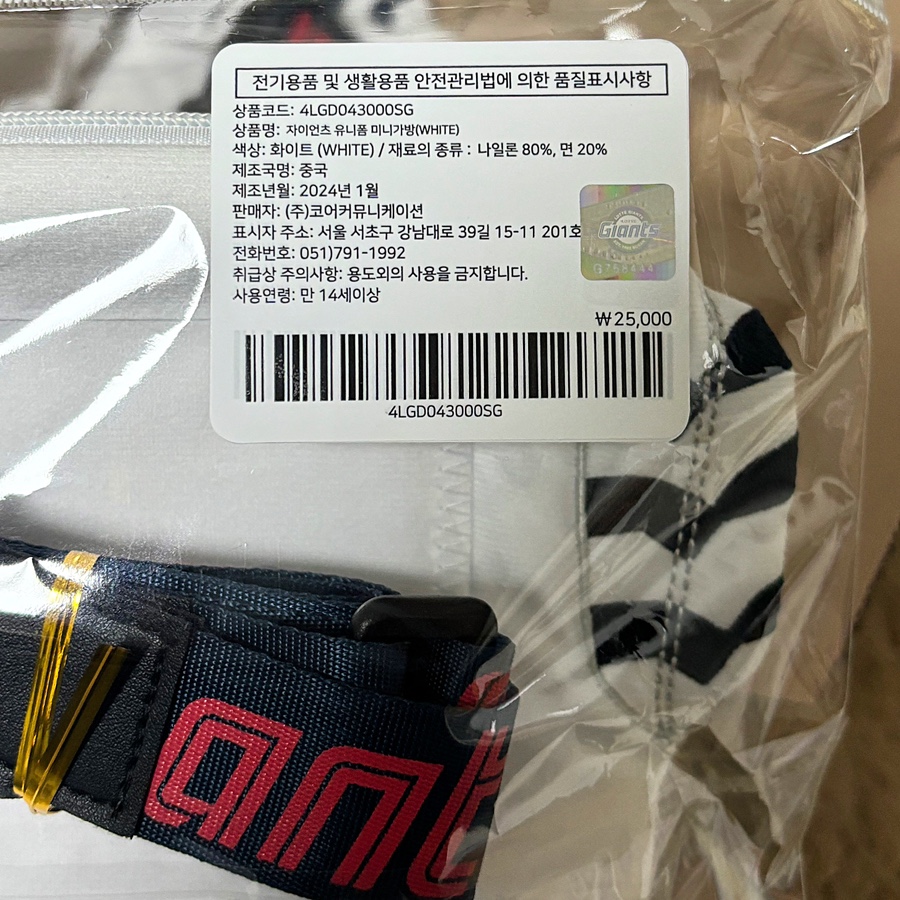 전기용품 및 생활용품 안전관리법에 의한 품질표시사항
상품코드: 4LGD043000SG
상품명: 자이언츠 유니폼 미니가방(WHITE)
색상: 화이트 (WHITE) / 재료의 종류 : 나일론 80%, 면 20%
제조국명: 중국
제조년월: 2024년 1월
판매자: (주)코어커뮤니케이션
표시자 주소: 서울 서초구 강남대로 39길 15-11 201호
전화번호: 051)791-1992
취급상 주의사항: 용도외의 사용을 금지합니다.
사용연령: 만 14세이상
Giants
G758444
₩25,000
4LGD043000SG
ant